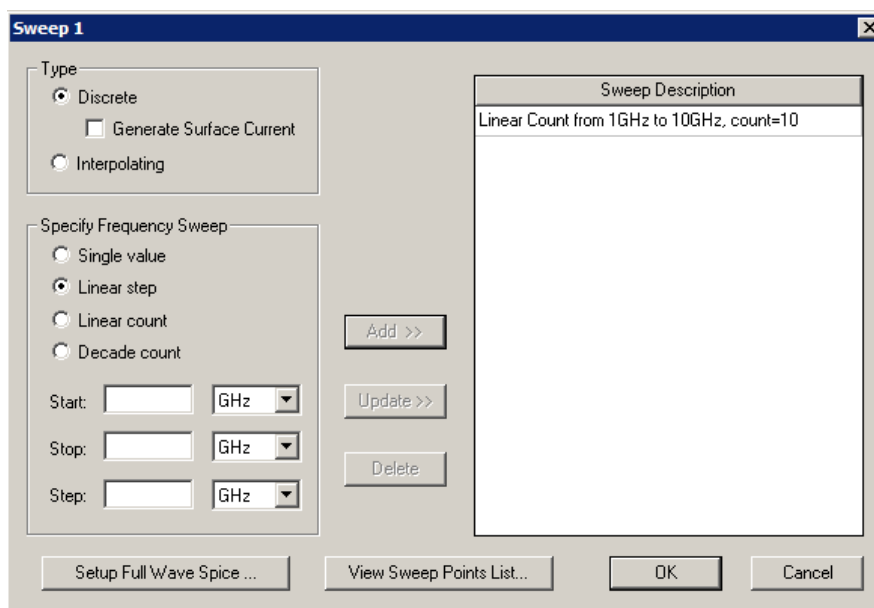 Sweep 1
Type
Discrete
Generate Surface Current
Interpolating
Specify Frequency Sweep
Single value
Linear step
Linear count
Decade count
Start: GHz
Stop: GHz
Step: GHz
Add >>
Update >>
Delete
Sweep Description
Linear Count from 1GHz to 10GHz, count=10
Setup Full Wave Spice ...
View Sweep Points List...
OK
Cancel